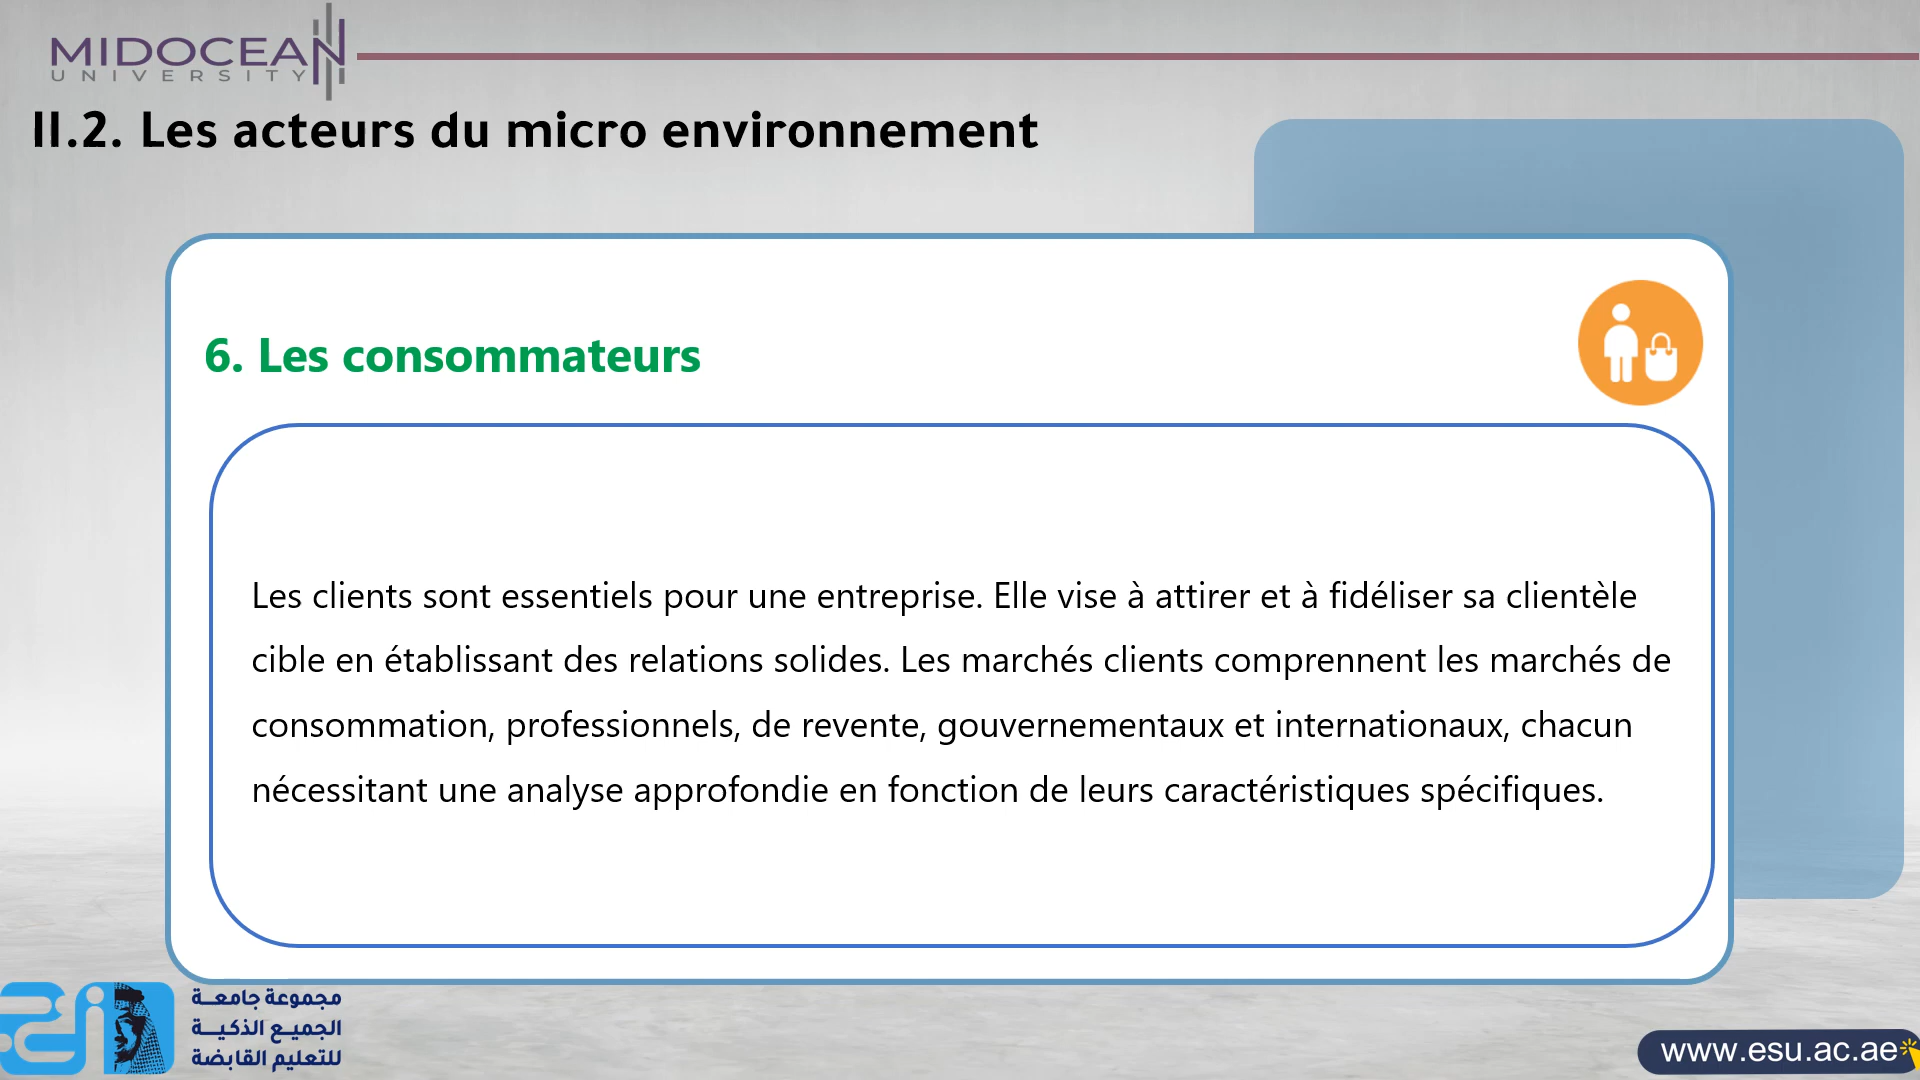 MIDOCEAN
UNIVERSITY
II.2. Les acteurs du micro environnement
6. Les consommateurs
Les clients sont essentiels pour une entreprise. Elle vise à attirer et à fidéliser sa clientèle
cible en établissant des relations solides. Les marchés clients comprennent les marchés de
consommation, professionnels, de revente, gouvernementaux et internationaux, chacun
nécessitant une analyse approfondie en fonction de leurs caractéristiques spécifiques.
مجموعة جامعـة
الجميـع الذكيـة
للتعليم القابضة
www.esu.ac.ae